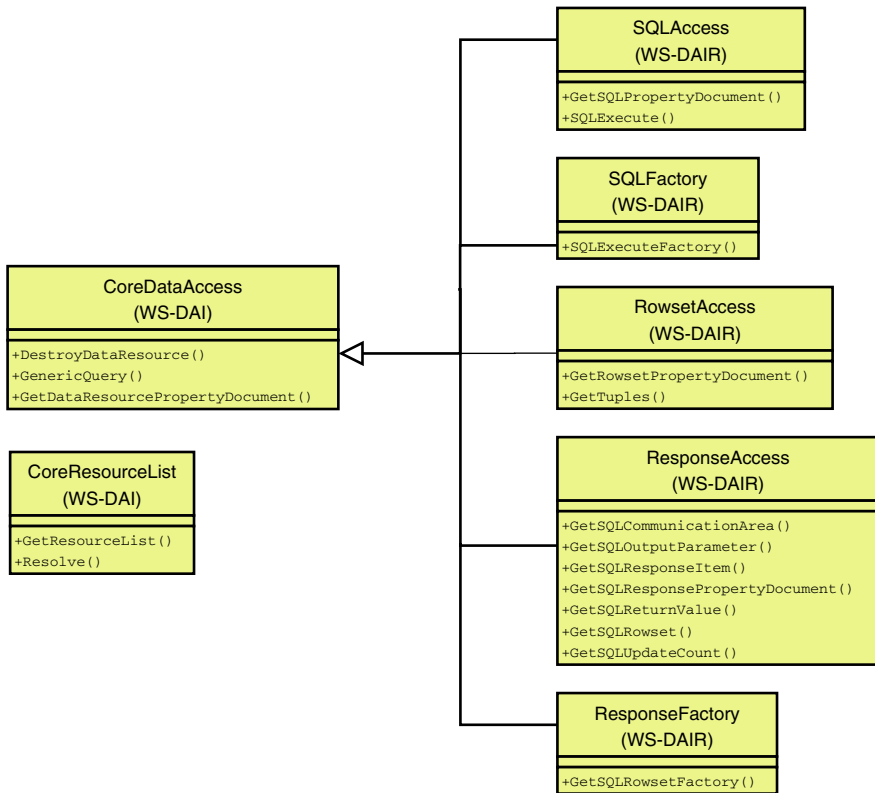 SQLAccess
(WS-DAIR)
+GetSQLPropertyDocument()
+SQLExecute()
SQLFactory
(WS-DAIR)
+SQLExecuteFactory()
CoreDataAccess
(WS-DAI)
+DestroyDataResource()
+GenericQuery()
+GetDataResourcePropertyDocument()
RowsetAccess
(WS-DAIR)
+GetRowsetPropertyDocument()
+GetTuples()
CoreResourceList
(WS-DAI)
+GetResourceList()
+Resolve()
ResponseAccess
(WS-DAIR)
+GetSQLCommunicationArea()
+GetSQLOutputParameter()
+GetSQLResponseItem()
+GetSQLResponsePropertyDocument()
+GetSQLReturnValue()
+GetSQLRowset()
+GetSQLUpdateCount()
ResponseFactory
(WS-DAIR)
+GetSQLRowsetFactory()